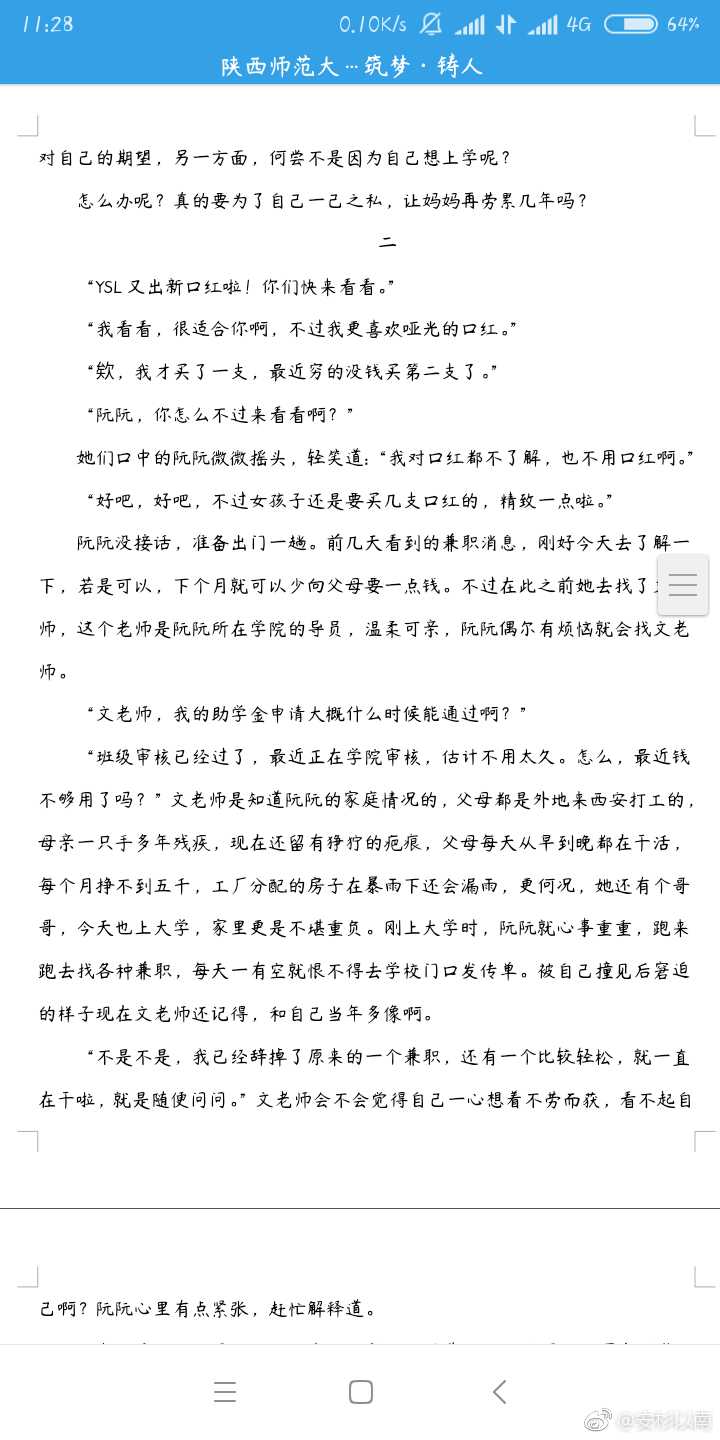 11:28
0.10K/s
4G
64%
陕西师范大…筑梦·铸人
对自己的期望，另一方面，何尝不是因为自己想上学呢？
怎么办呢？真的要为了自己一己之私，让妈妈再劳累几年吗？
二
“YSL 又出新口红啦！你们快来看看。”
“我看看，很适合你啊，不过我更喜欢哑光的口红。”
“欸，我才买了一支，最近穷的没钱买第二支了。”
“阮阮，你怎么不过来看看啊？”
她们口中的阮阮微微摇头，轻笑道：“我对口红都不了解，也不用口红啊。”
“好吧，好吧，不过女孩子还是要买几支口红的，精致一点啦。”
阮阮没接话，准备出门一趟。前几天看到的兼职消息，刚好今天去了解一
下，若是可以，下个月就可以少向父母要一点钱。不过在此之前她去找了
师，这个老师是阮阮所在学院的导员，温柔可亲，阮阮偶尔有烦恼就会找文老
师。
“文老师，我的助学金申请大概什么时候能通过啊？”
“班级审核已经过了，最近正在学院审核，估计不用太久。怎么，最近钱
不够用了吗？”文老师是知道阮阮的家庭情况的，父母都是外地来西安打工的，
母亲一只手多年残疾，现在还留有狰狞的疤痕，父母每天从早到晚都在干活，
每个月挣不到五千，工厂分配的房子在暴雨下还会漏雨，更何况，她还有个哥
哥，今天也上大学，家里更是不堪重负。刚上大学时，阮阮就心事重重，跑来
跑去找各种兼职，每天一有空就恨不得去学校门口发传单。被自己撞见后窘迫
的样子现在文老师还记得，和自己当年多像啊。
“不是不是，我已经辞掉了原来的一个兼职，还有一个比较轻松，就一直
在干啦，就是随便问问。”文老师会不会觉得自己一心想着不劳而获，看不起自
己啊？阮阮心里有点紧张，赶忙解释道。
@安杉以南